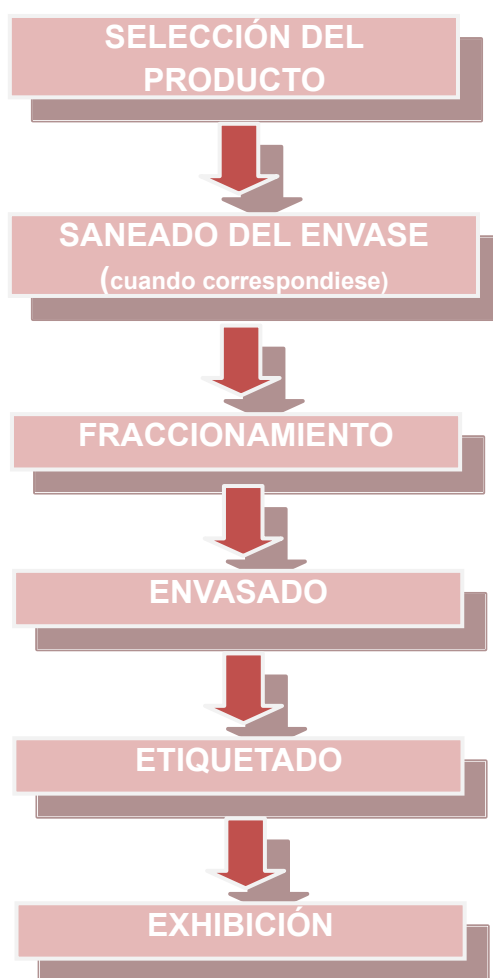 SELECCIÓN DEL
PRODUCTO
SANEADO DEL ENVASE
(cuando correspondiese)
FRACCIONAMIENTO
ENVASADO
ETIQUETADO
EXHIBICIÓN